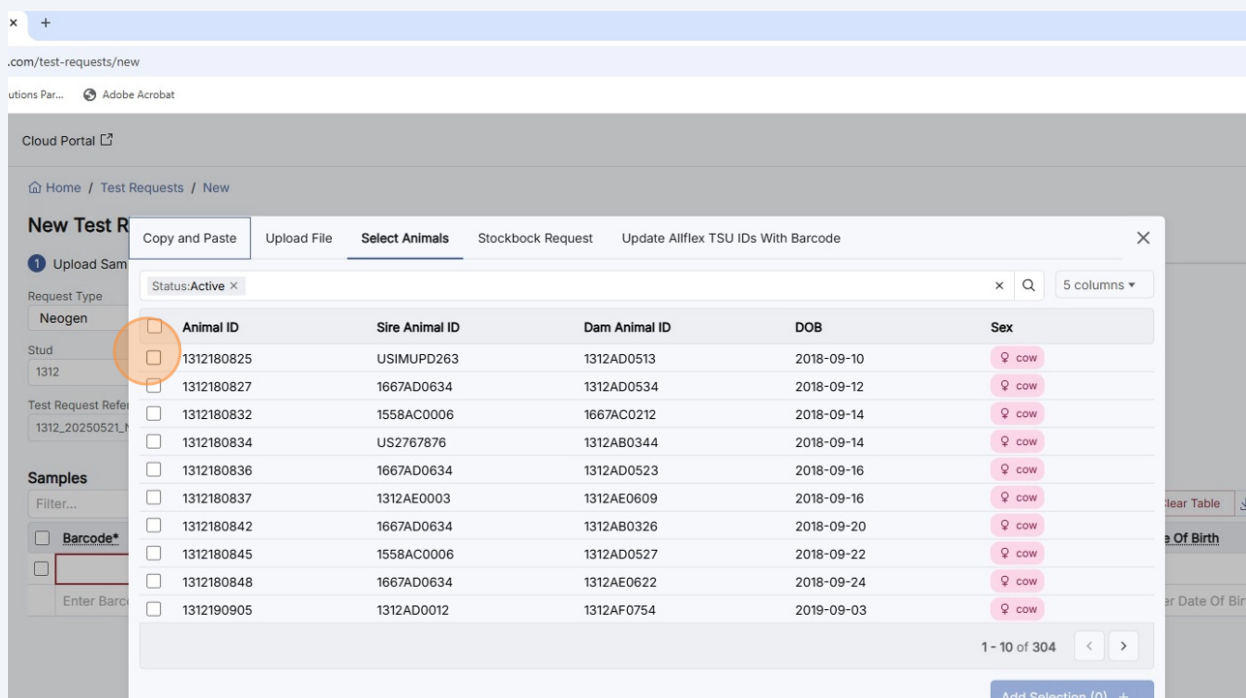 .com/test-requests/new
utions Par... Adobe Acrobat
Cloud Portal
Home / Test Requests / New
New Test R
Copy and Paste Upload File Select Animals Stockbock Request Update Allflex TSU IDs With Barcode
1 Upload Sam
Status:Active × × 5 columns
Request Type
Neogen
Animal ID Sire Animal ID Dam Animal ID DOB Sex
Stud
1312
1312180825 USIMUPD263 1312AD0513 2018-09-10 cow
1312180827 1667AD0634 1312AD0534 2018-09-12 cow
Test Request Refer
1312_20250521_N
1312180832 1558AC0006 1667AC0212 2018-09-14 cow
1312180834 US2767876 1312AB0344 2018-09-14 cow
1312180836 1667AD0634 1312AD0523 2018-09-16 cow
Samples
Filter...
1312180837 1312AE0003 1312AE0609 2018-09-16 cow
Clear Table
1312180842 1667AD0634 1312AB0326 2018-09-20 cow
Barcode* e Of Birth
1312180845 1558AC0006 1312AD0527 2018-09-22 cow
1312180848 1667AD0634 1312AE0622 2018-09-24 cow
Enter Barco er Date Of Bir
1312190905 1312AD0012 1312AF0754 2019-09-03 cow
1 - 10 of 304 < >
Add Selection (0) +